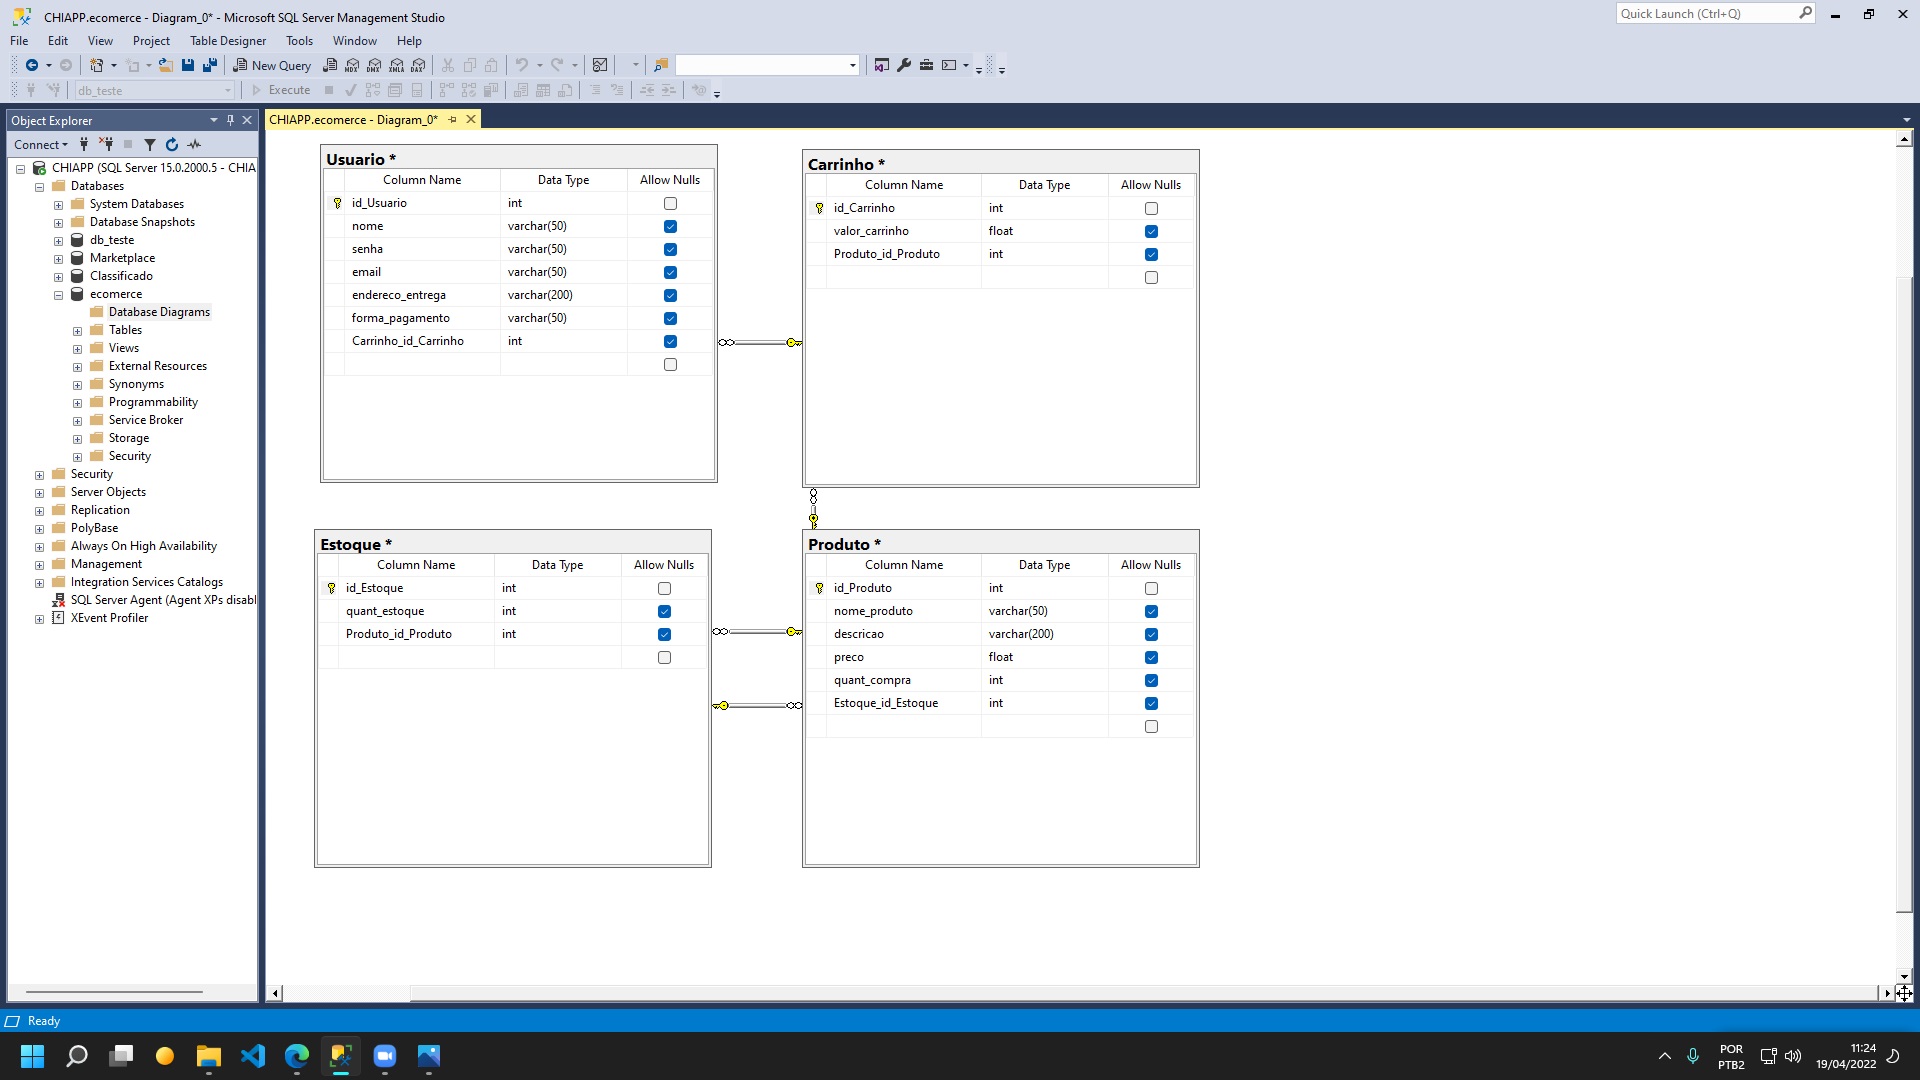 CHIAPP.ecomerce - Diagram_0* - Microsoft SQL Server Management Studio
Quick Launch (Ctrl+Q)
File Edit View Project Table Designer Tools Window Help
New Query MDX DMX XMLA DAX
db_teste Execute
Object Explorer
CHIAPP.ecomerce - Diagram_0*
Connect
CHIAPP (SQL Server 15.0.2000.5 - CHIA
Databases
System Databases
Database Snapshots
db_teste
Marketplace
Classificado
ecomerce
Database Diagrams
Tables
Views
External Resources
Synonyms
Programmability
Service Broker
Storage
Security
Security
Server Objects
Replication
PolyBase
Always On High Availability
Management
Integration Services Catalogs
SQL Server Agent (Agent XPs disabl
XEvent Profiler
Usuario *
Column Name Data Type Allow Nulls
id_Usuario int
nome varchar(50)
senha varchar(50)
email varchar(50)
endereco_entrega varchar(200)
forma_pagamento varchar(50)
Carrinho_id_Carrinho int
Carrinho *
Column Name Data Type Allow Nulls
id_Carrinho int
valor_carrinho float
Produto_id_Produto int
Estoque *
Column Name Data Type Allow Nulls
id_Estoque int
quant_estoque int
Produto_id_Produto int
Produto *
Column Name Data Type Allow Nulls
id_Produto int
nome_produto varchar(50)
descricao varchar(200)
preco float
quant_compra int
Estoque_id_Estoque int
Ready
POR
PTB2
11:24
19/04/2022